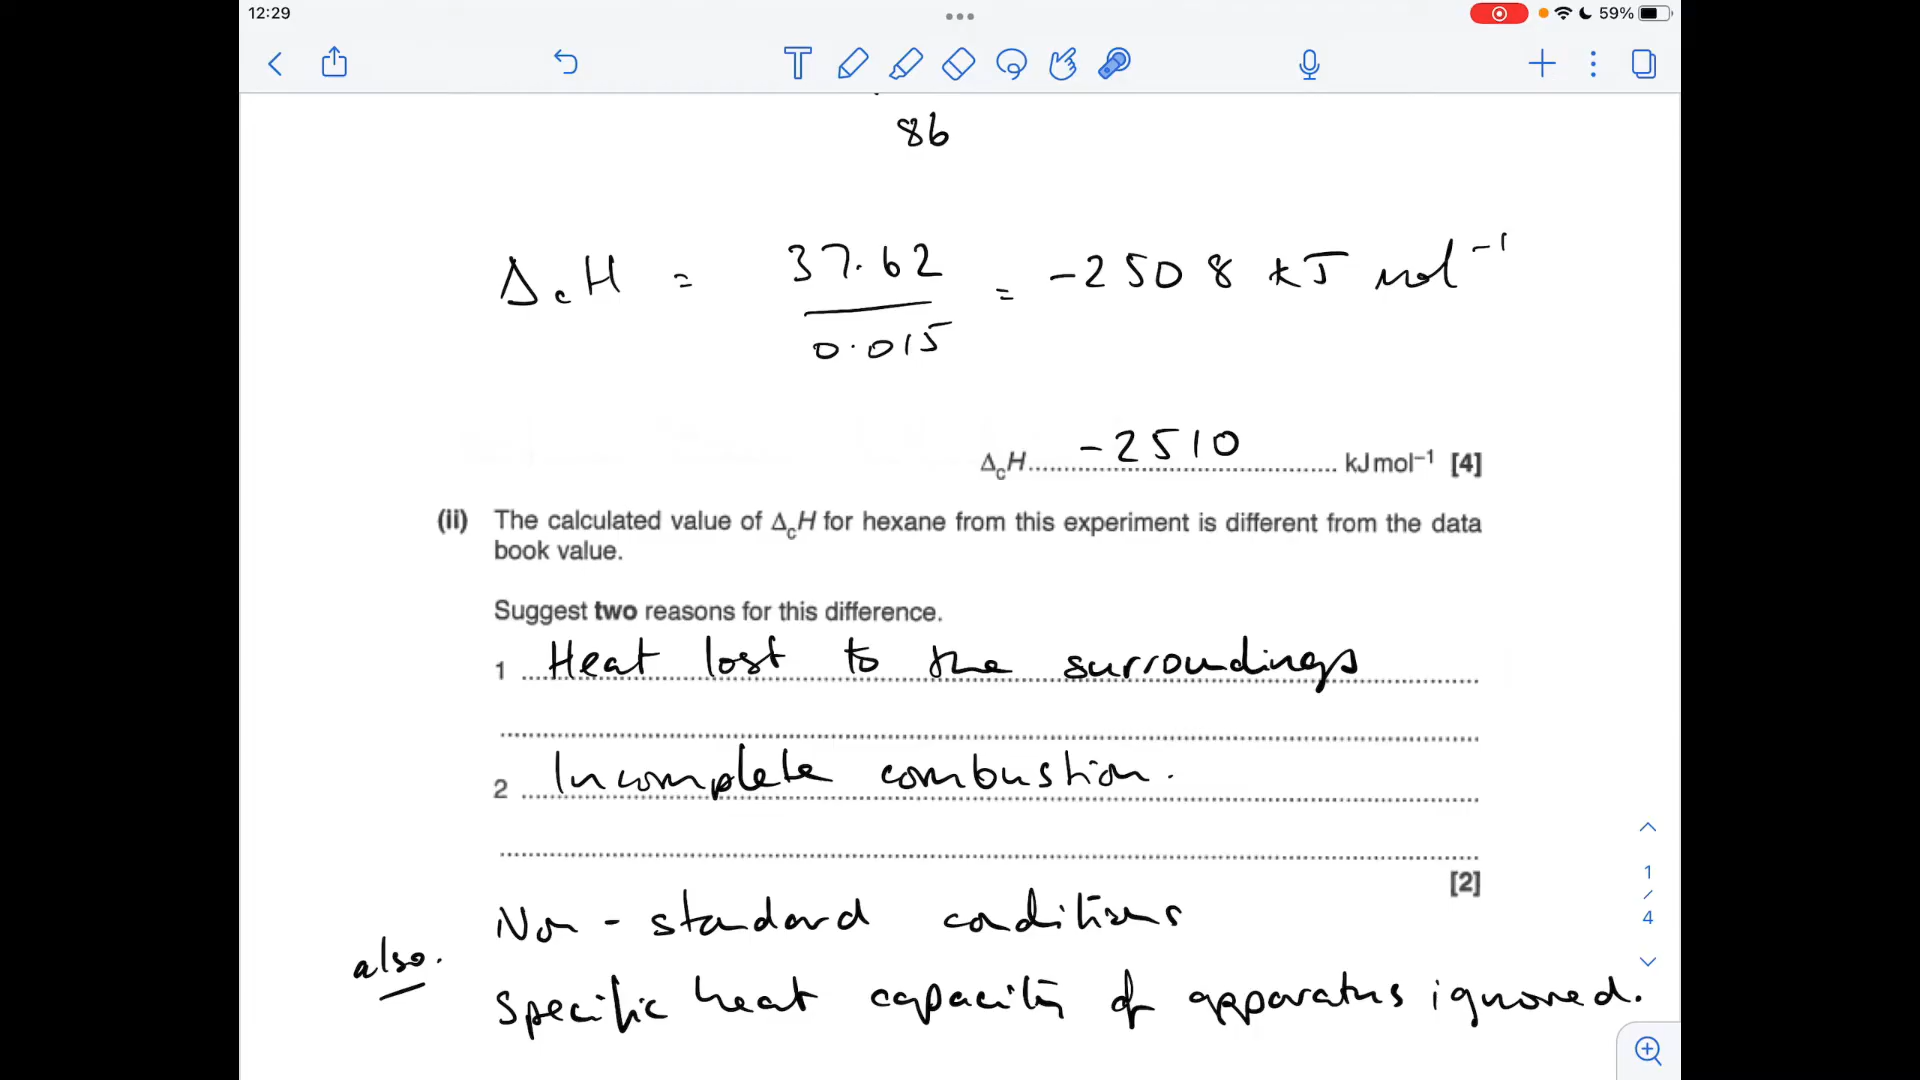 12:29
59%
86
ΔcH = 37.62 / 0.015 = -2508 kJ mol⁻¹
ΔcH -2510 kJ mol⁻¹ [4]
(ii) The calculated value of ΔcH for hexane from this experiment is different from the data
book value.
Suggest two reasons for this difference.
1 Heat lost to the surroundings
2 Incomplete combustion.
[2]
Non-standard conditions
also.
specific heat capacity of apparatus ignored.
1
/
4